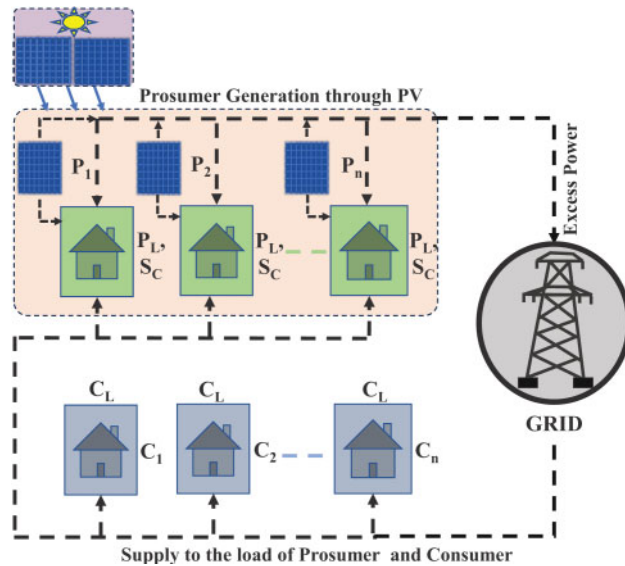 Prosumer Generation through PV
P1
P2
Pn
Excess Power
PL,
SC
PL,
SC
PL,
SC
GRID
CL
CL
CL
C1
C2
Cn
Supply to the load of Prosumer and Consumer